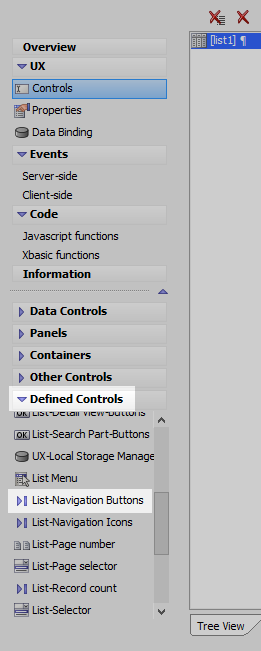 Overview
UX
Controls
Properties
Data Binding
Events
Server-side
Client-side
Code
Javascript functions
Xbasic functions
Information
Data Controls
Panels
Containers
Other Controls
Defined Controls
OK List-Detail View-Buttons
OK List-Search Part-Buttons
UX-Local Storage Manage
List Menu
List-Navigation Buttons
List-Navigation Icons
List-Page number
List-Page selector
List-Record count
List-Selector
[list1] ¶
Tree View